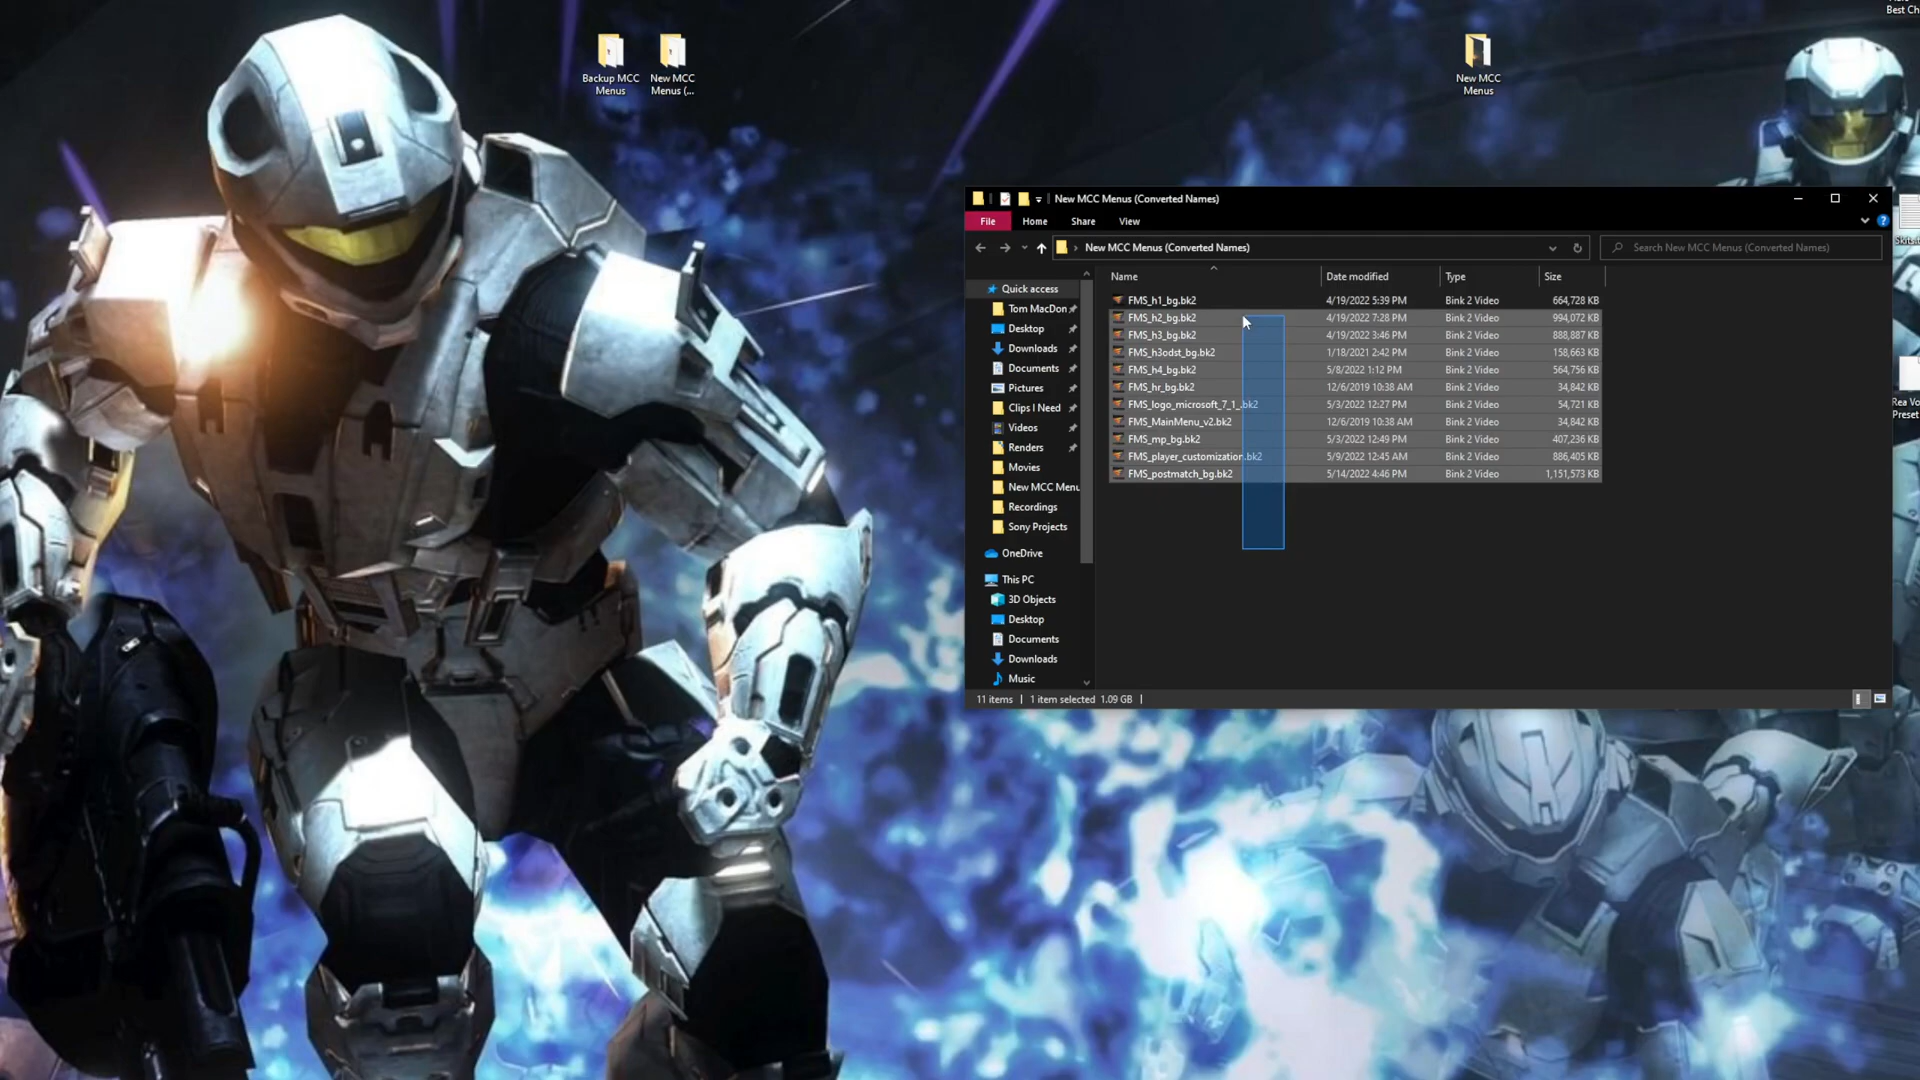 Best Ch
Backup MCC
Menus
New MCC
Menus (...
New MCC
Menus
New MCC Menus (Converted Names)
File Home Share View
New MCC Menus (Converted Names)
Search New MCC Menus (Converted Names)
Name Date modified Type Size
Quick access
Tom MacDon
Desktop
Downloads
Documents
Pictures
Clips I Need
Videos
Renders
Movies
New MCC Menu
Recordings
Sony Projects
OneDrive
This PC
3D Objects
Desktop
Documents
Downloads
Music
FMS_h1_bg.bk2 4/19/2022 5:39 PM Bink 2 Video 664,728 KB
FMS_h2_bg.bk2 4/19/2022 7:28 PM Bink 2 Video 994,072 KB
FMS_h3_bg.bk2 4/19/2022 3:46 PM Bink 2 Video 888,887 KB
FMS_h3odst_bg.bk2 1/18/2021 2:42 PM Bink 2 Video 158,663 KB
FMS_h4_bg.bk2 5/8/2022 1:12 PM Bink 2 Video 564,756 KB
FMS_hr_bg.bk2 12/6/2019 10:38 AM Bink 2 Video 34,842 KB
FMS_logo_microsoft_7_1_.bk2 5/3/2022 12:27 PM Bink 2 Video 54,721 KB
FMS_MainMenu_v2.bk2 12/6/2019 10:38 AM Bink 2 Video 34,842 KB
FMS_mp_bg.bk2 5/3/2022 12:49 PM Bink 2 Video 407,236 KB
FMS_player_customization.bk2 5/9/2022 12:45 AM Bink 2 Video 886,405 KB
FMS_postmatch_bg.bk2 5/14/2022 4:46 PM Bink 2 Video 1,151,573 KB
11 items 1 item selected 1.09 GB
Rea Vo
Preset